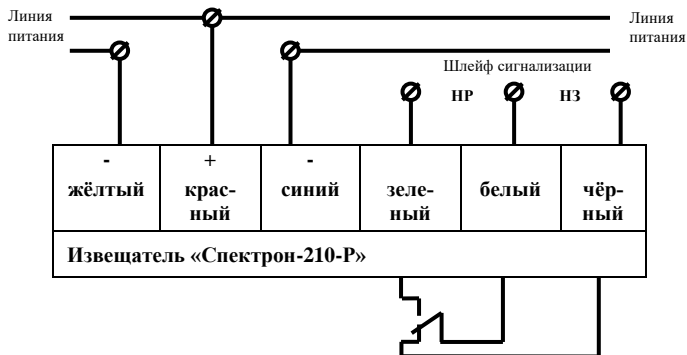 Линия
питания
Линия
питания
Шлейф сигнализации
НР
НЗ
-
жёлтый
+
крас-
ный
-
синий
зеле-
ный
белый
чёр-
ный
Извещатель «Спектрон-210-Р»